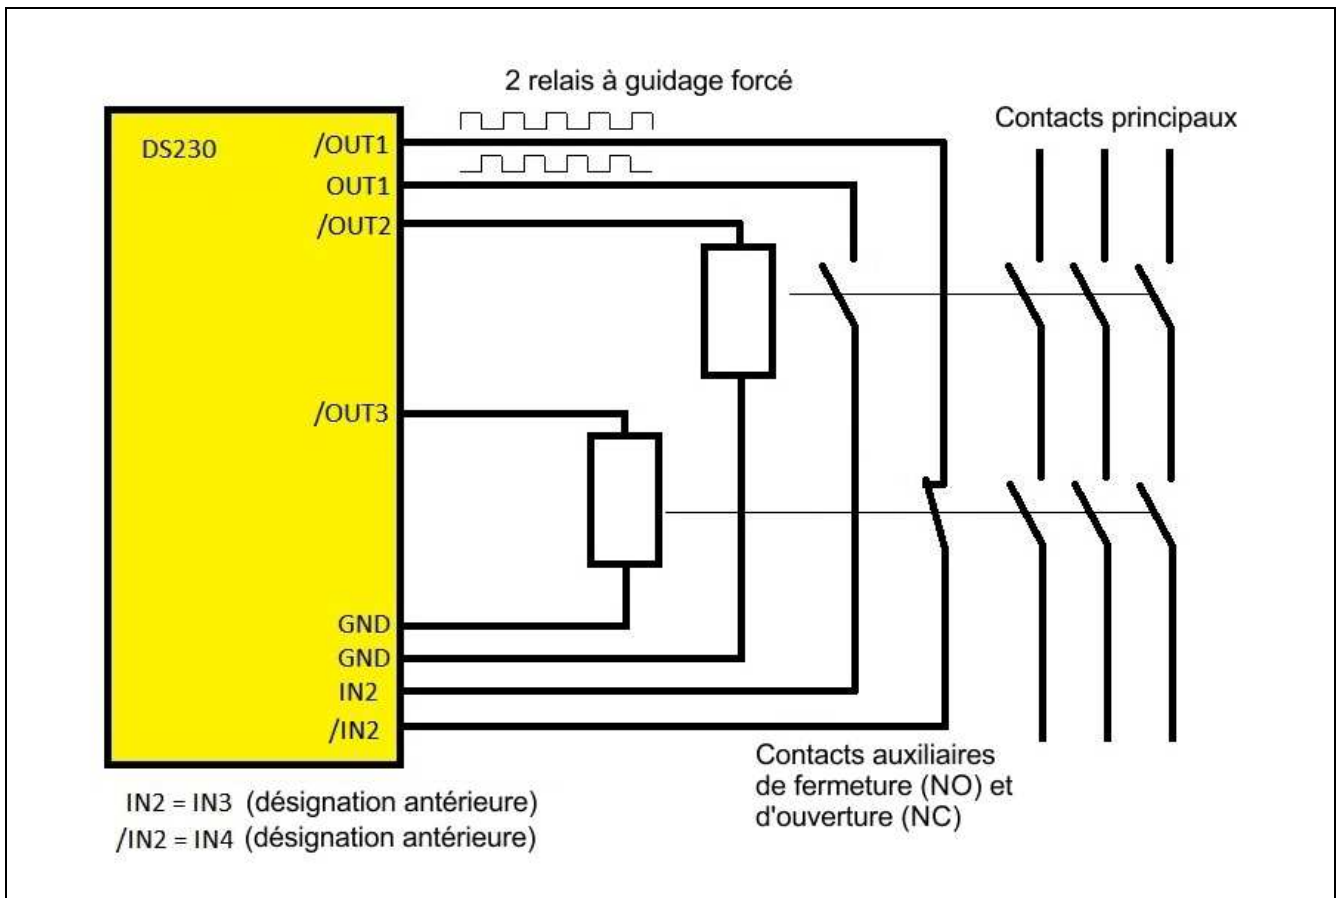 2 relais à guidage forcé
Contacts principaux
DS230
/OUT1
OUT1
/OUT2
/OUT3
GND
GND
IN2
/IN2
Contacts auxiliaires
de fermeture (NO) et
d'ouverture (NC)
IN2 = IN3 (désignation antérieure)
/IN2 = IN4 (désignation antérieure)